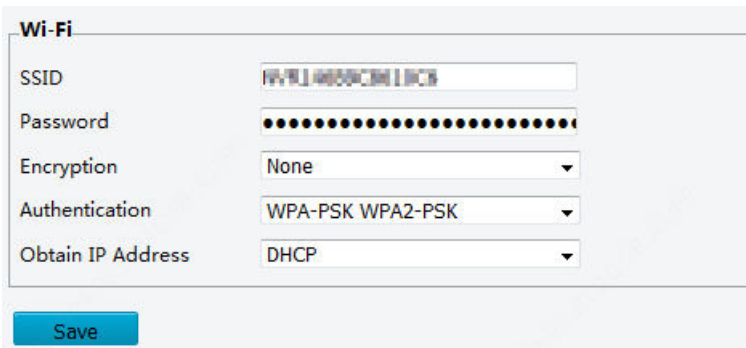 Wi-Fi
SSID
Password ●●●●●●●●●●●●●●●●●●●●●●●●●
Encryption None
Authentication WPA-PSK WPA2-PSK
Obtain IP Address DHCP
Save